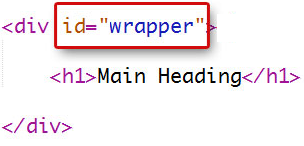 <div id="wrapper">
<h1>Main Heading</h1>
</div>